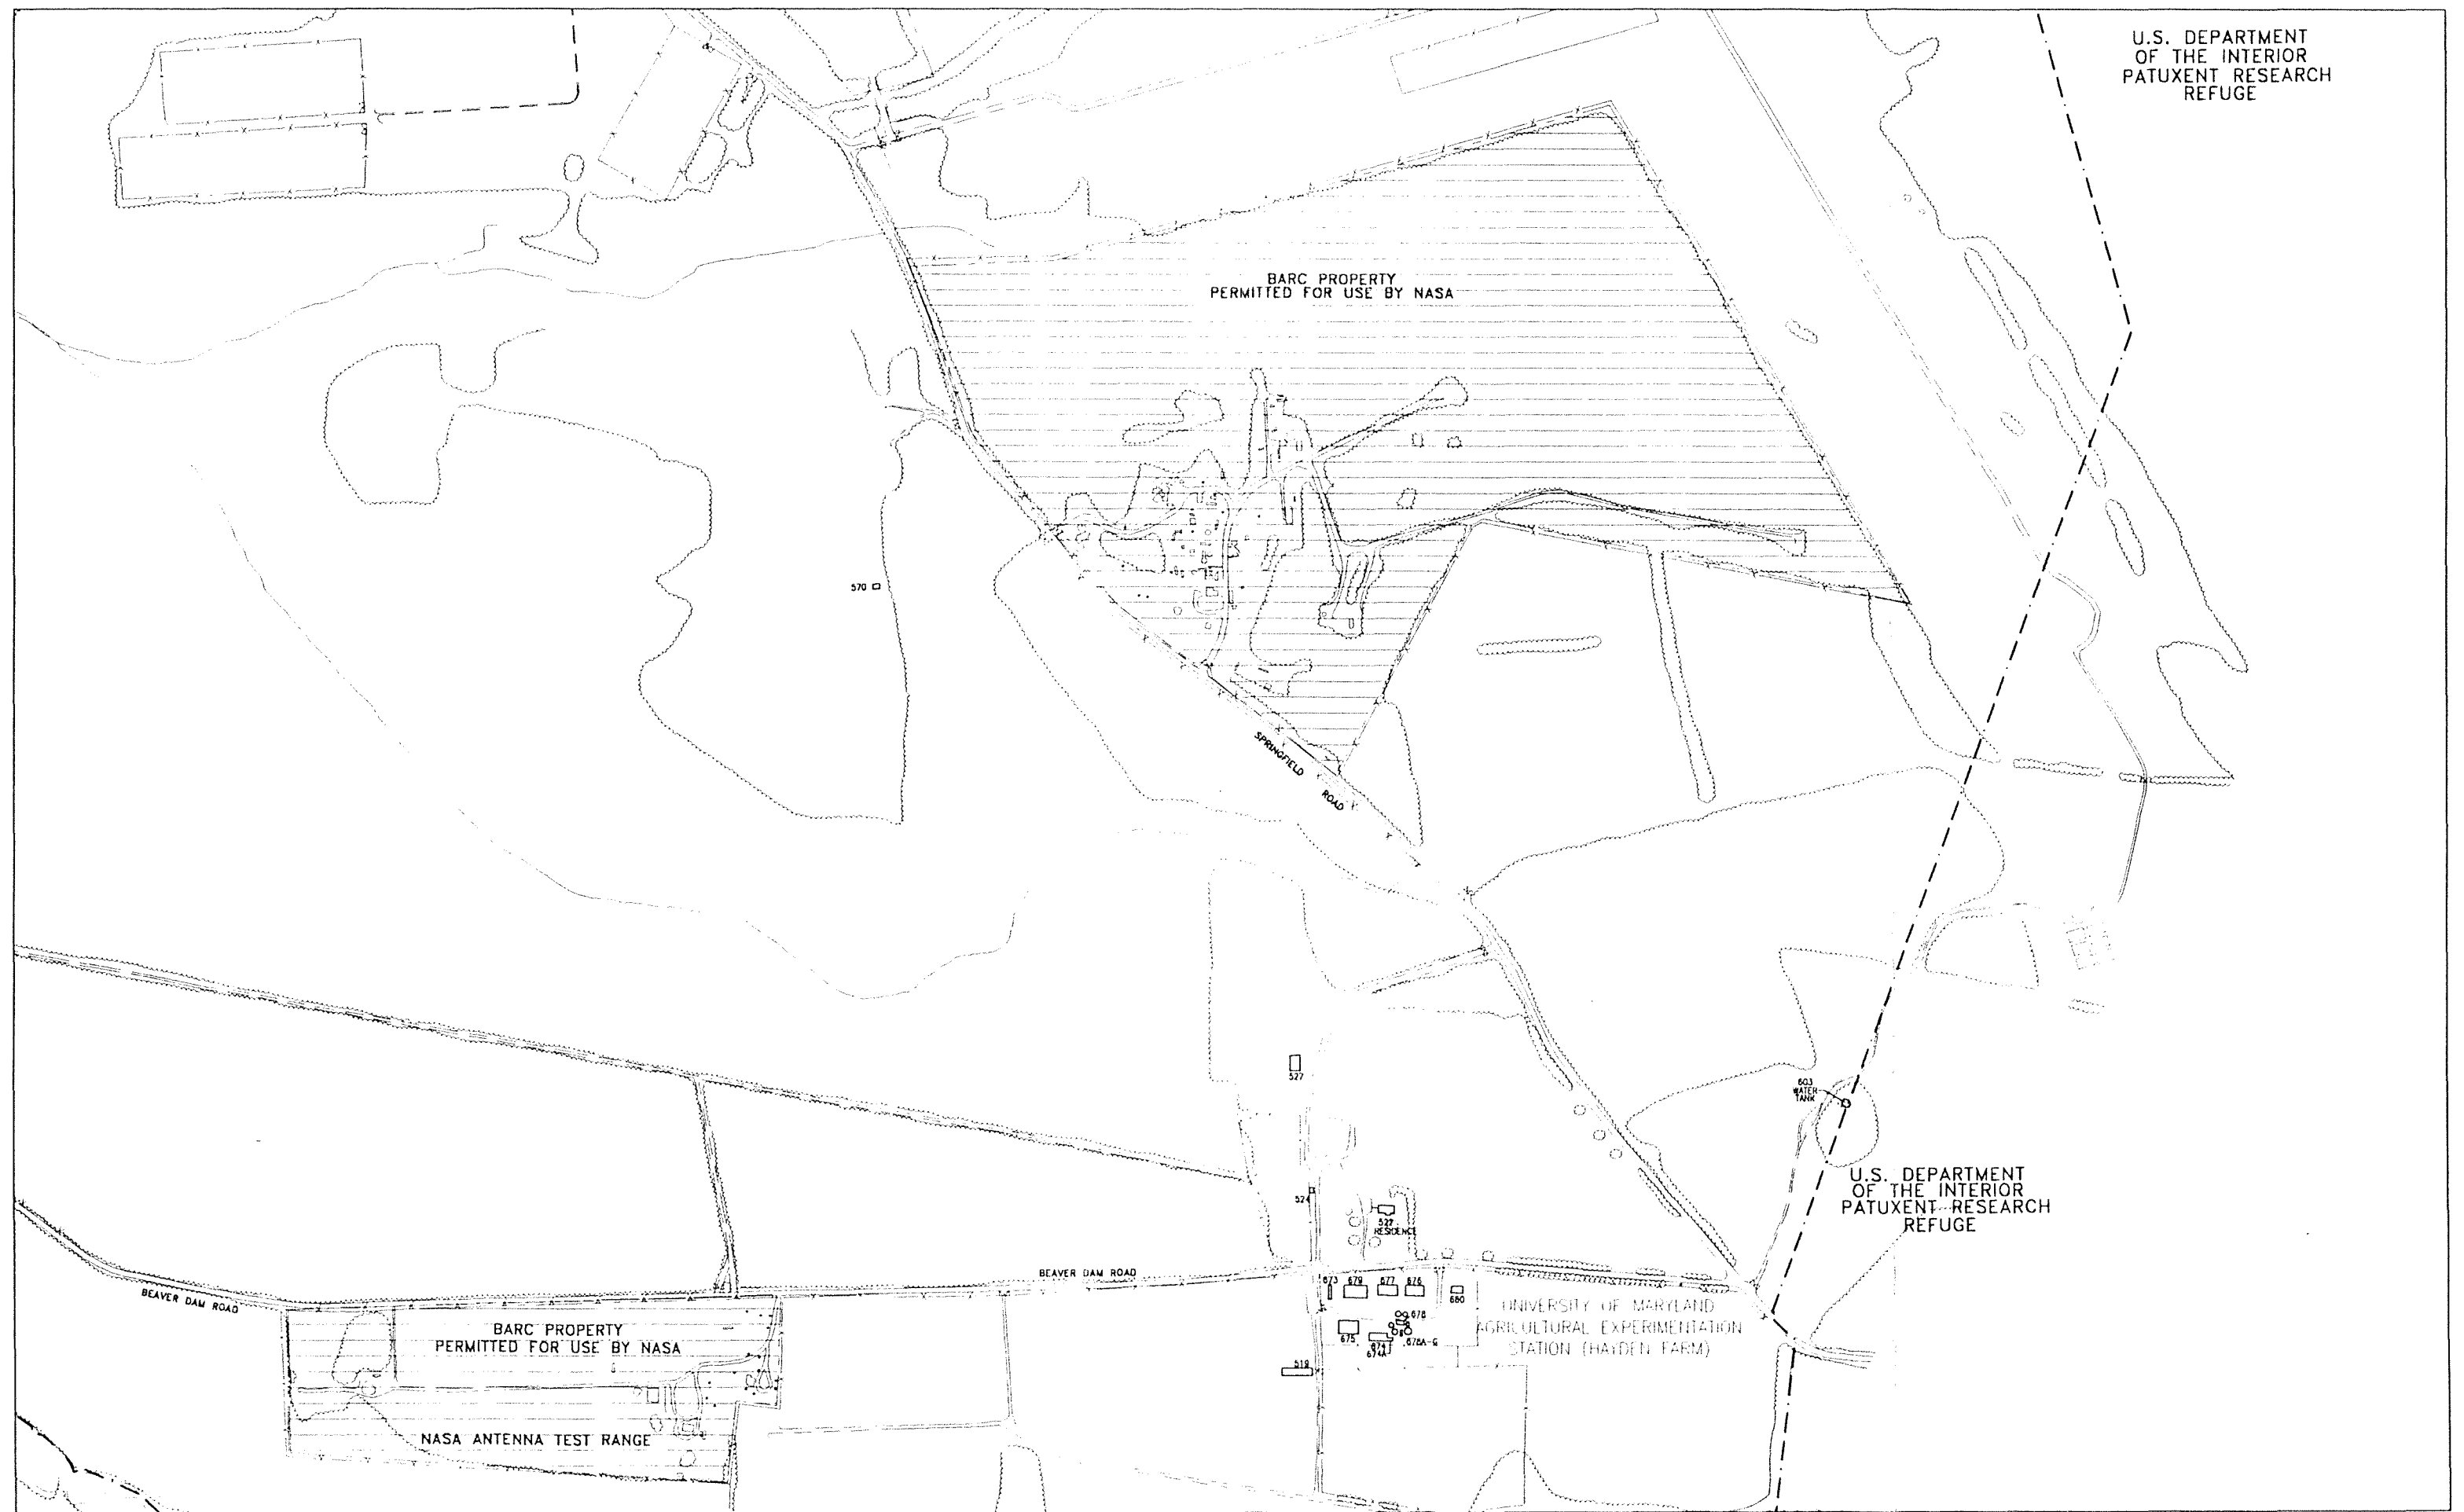 U.S. DEPARTMENT
OF THE INTERIOR
PATUXENT RESEARCH
REFUGE
BARC PROPERTY
PERMITTED FOR USE BY NASA
570
SPRINGFIELD
ROAD
527
603
WATER
TANK
U.S. DEPARTMENT
OF THE INTERIOR
PATUXENT RESEARCH
REFUGE
524
RESIDENCE
BEAVER DAM ROAD
BEAVER DAM ROAD
673 679 677 676
680
678
675
674A
678A-G
519
UNIVERSITY OF MARYLAND
AGRICULTURAL EXPERIMENTATION
STATION (HAYDEN FARM)
BARC PROPERTY
PERMITTED FOR USE BY NASA
NASA ANTENNA TEST RANGE